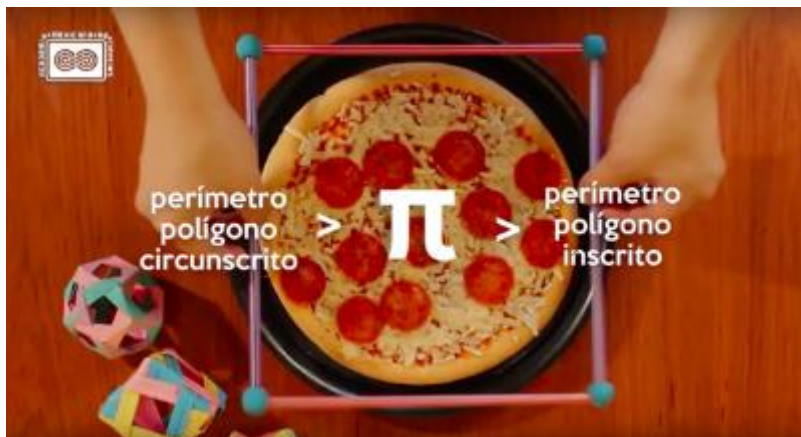 perímetro
polígono
circunscrito
>
π
>
perímetro
polígono
inscrito